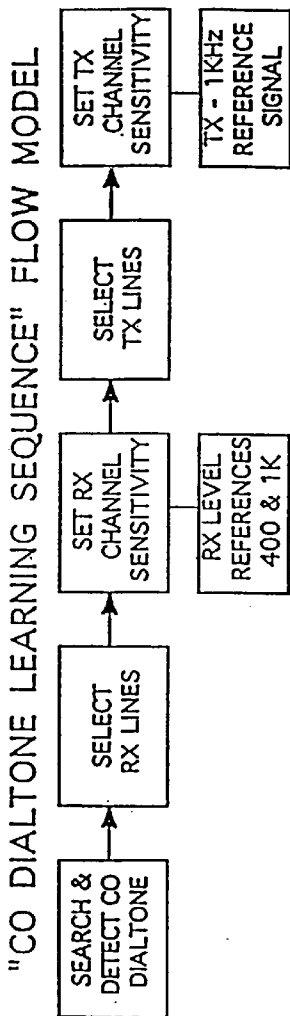 "CO DIALTONE LEARNING SEQUENCE" FLOW MODEL
SEARCH &
DETECT CO
DIALTONE
SELECT
RX LINES
SET RX
CHANNEL
SENSITIVITY
RX LEVEL
REFERENCES
400 & 1K
SELECT
TX LINES
SET TX
CHANNEL
SENSITIVITY
TX - 1KHz
REFERENCE
SIGNAL